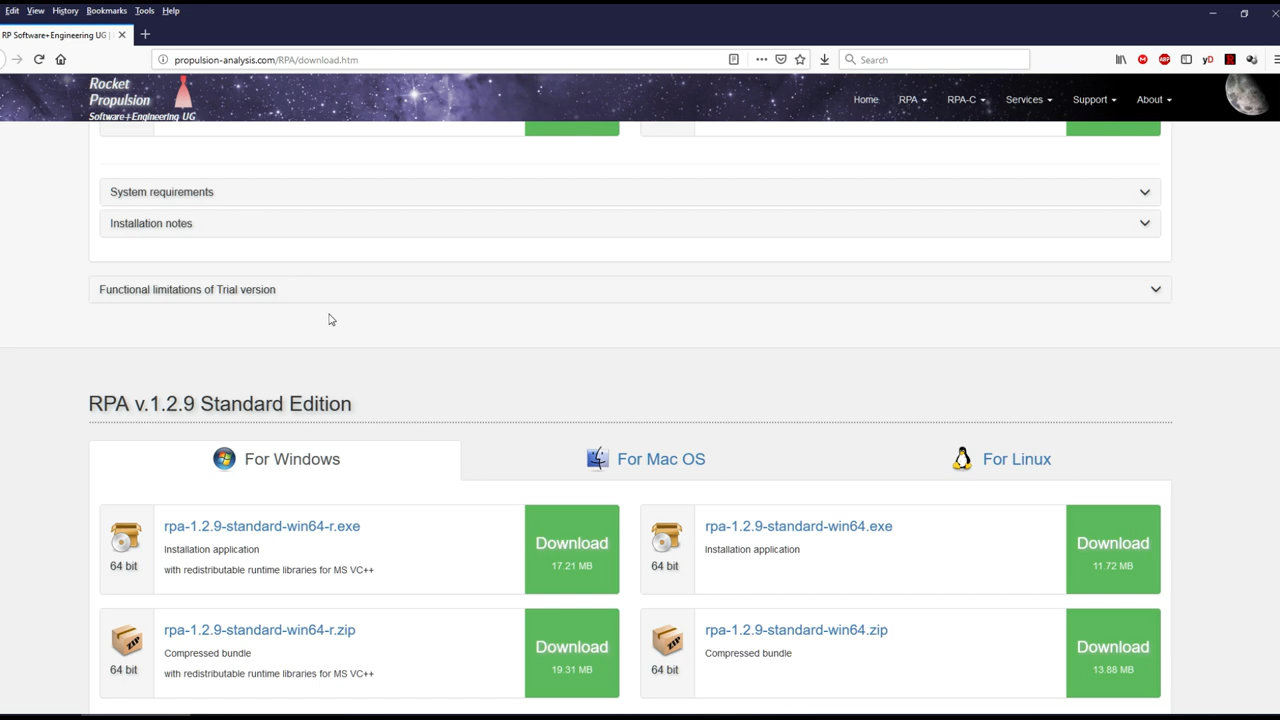 Edit View History Bookmarks Tools Help
RP Software+Engineering UG |
propulsion-analysis.com/RPA/download.htm
Search
Rocket
Propulsion
Software+Engineering UG
Home RPA RPA-C Services Support About
System requirements
Installation notes
Functional limitations of Trial version
RPA v.1.2.9 Standard Edition
For Windows
For Mac OS
For Linux
rpa-1.2.9-standard-win64-r.exe
Installation application
with redistributable runtime libraries for MS VC++
64 bit
Download
17.21 MB
rpa-1.2.9-standard-win64.exe
Installation application
64 bit
Download
11.72 MB
rpa-1.2.9-standard-win64-r.zip
Compressed bundle
with redistributable runtime libraries for MS VC++
ZIP
64 bit
Download
19.31 MB
rpa-1.2.9-standard-win64.zip
Compressed bundle
ZIP
64 bit
Download
13.88 MB